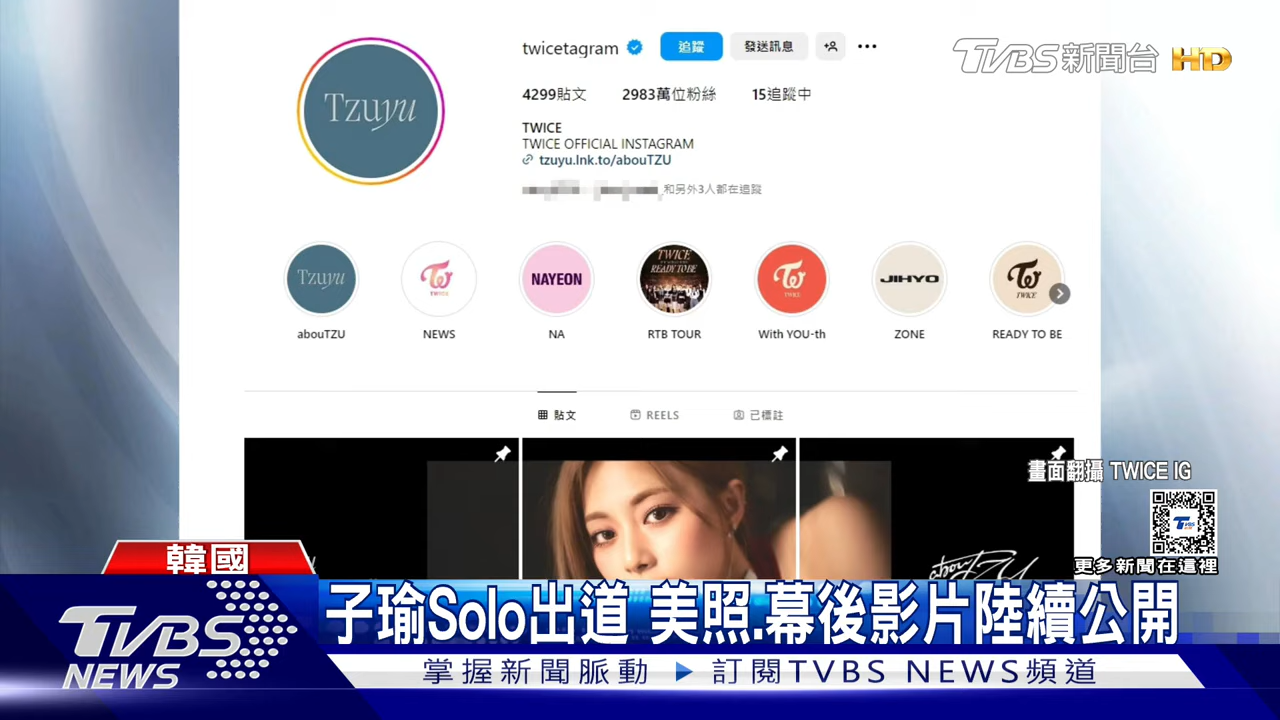 Tzuyu
twicetagram
追蹤
發送訊息
TVBS新聞台 HD
4299貼文 2983萬位粉絲 15追蹤中
TWICE
TWICE OFFICIAL INSTAGRAM
tzuyu.lnk.to/abouTZU
和另外3人都在追蹤
Tzuyu
TWICE
NAYEON
TWICE
READY TO BE
TWICE
JIHYO
TWICE
abouTZU
NEWS
NA
RTB TOUR
With YOU-th
ZONE
READY TO BE
貼文
REELS
已標註
畫面翻攝 TWICE IG
TVBS
abouTZU
更多新聞在這裡
韓國
子瑜Solo出道 美照.幕後影片陸續公開
TVBS
NEWS
掌握新聞脈動 ▶ 訂閱TVBS NEWS頻道